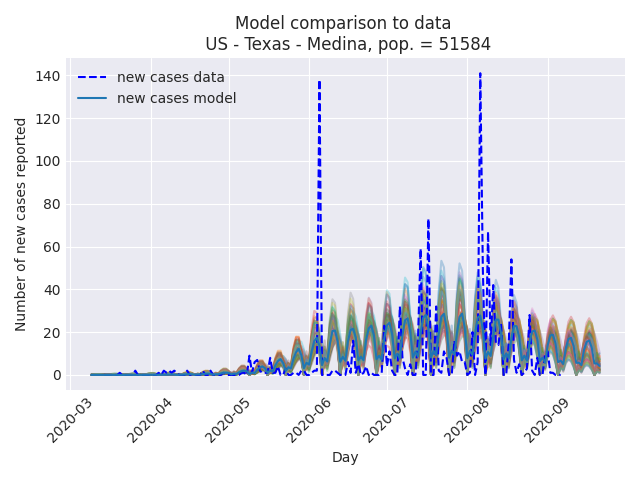 Model comparison to data
US - Texas - Medina, pop. = 51584
new cases data
new cases model
Number of new cases reported
140
120
100
80
60
40
20
0
2020-03
2020-04
2020-05
2020-06
2020-07
2020-08
2020-09
Day